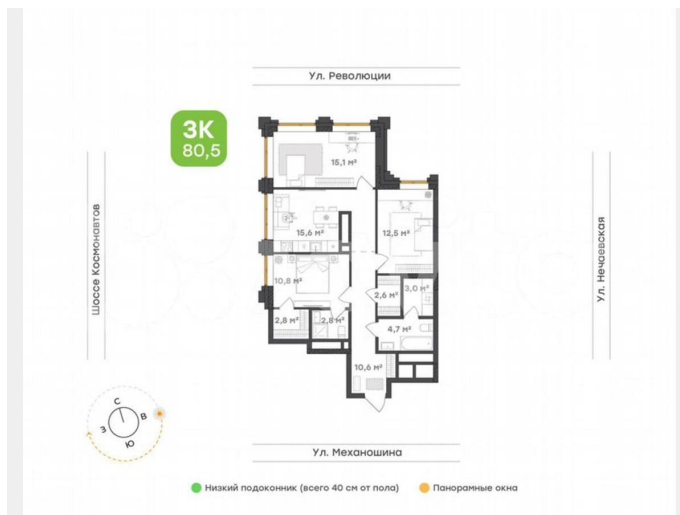 Ул. Революции
3К
80,5
15,1 м²
15,6 м²
12,5 м²
10,8 м²
2,6 м²
3,0 м²
2,8 м²
2,8 м²
4,7 м²
10,6 м²
Шоссе Космонавтов
Ул. Нечаевская
С
В
З
Ю
Ул. Механошина
Низкий подоконник (всего 40 см от пола)
Панорамные окна